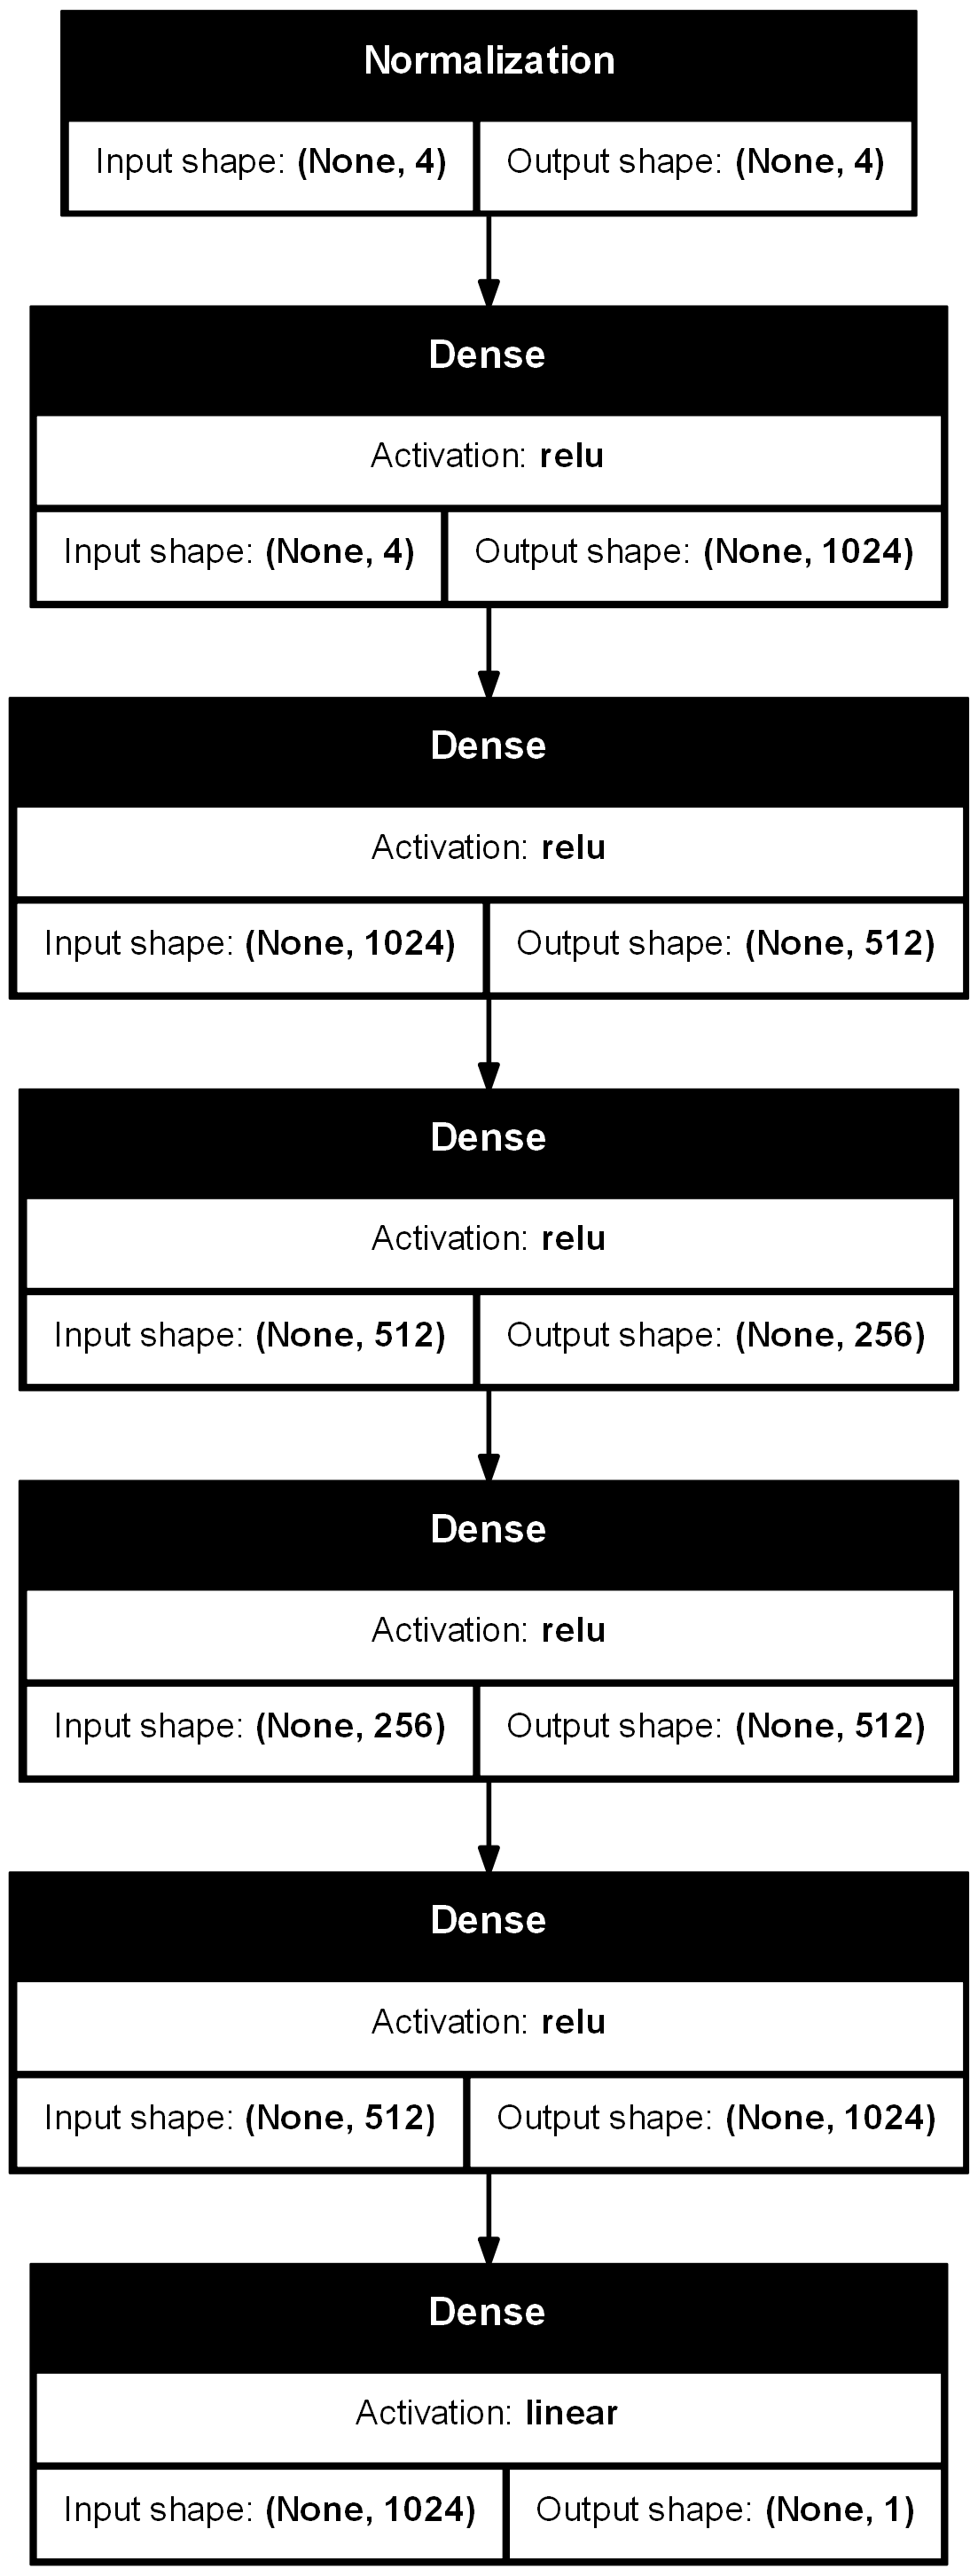 Normalization
Input shape: (None, 4) Output shape: (None, 4)
Dense
Activation: relu
Input shape: (None, 4) Output shape: (None, 1024)
Dense
Activation: relu
Input shape: (None, 1024) Output shape: (None, 512)
Dense
Activation: relu
Input shape: (None, 512) Output shape: (None, 256)
Dense
Activation: relu
Input shape: (None, 256) Output shape: (None, 512)
Dense
Activation: relu
Input shape: (None, 512) Output shape: (None, 1024)
Dense
Activation: linear
Input shape: (None, 1024) Output shape: (None, 1)